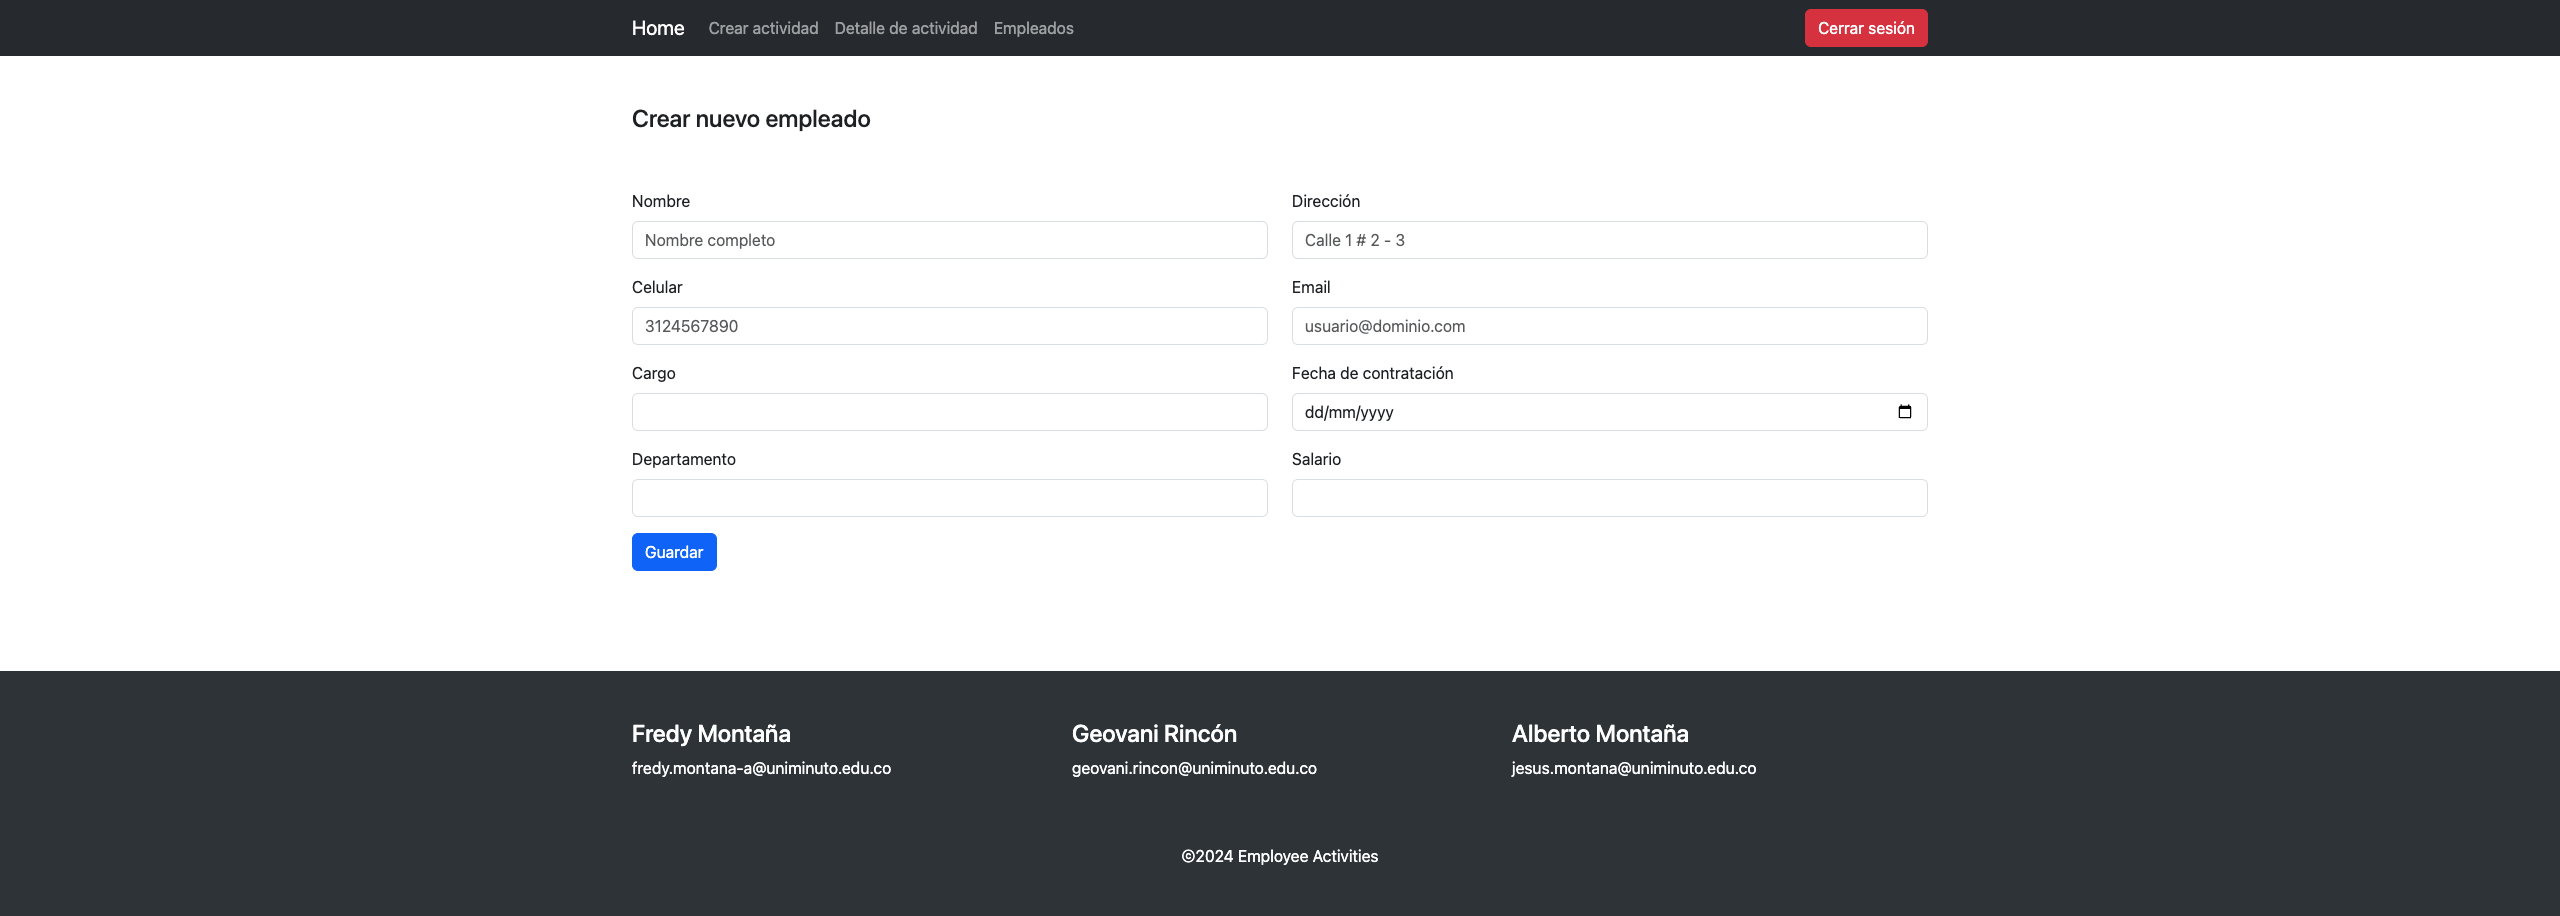 Home Crear actividad Detalle de actividad Empleados Cerrar sesión
Crear nuevo empleado
Nombre Dirección
Nombre completo Calle 1 # 2 - 3
Celular Email
3124567890 usuario@dominio.com
Cargo Fecha de contratación
dd/mm/yyyy
Departamento Salario
Guardar
Fredy Montaña Geovani Rincón Alberto Montaña
fredy.montana-a@uniminuto.edu.co geovani.rincon@uniminuto.edu.co jesus.montana@uniminuto.edu.co
©2024 Employee Activities